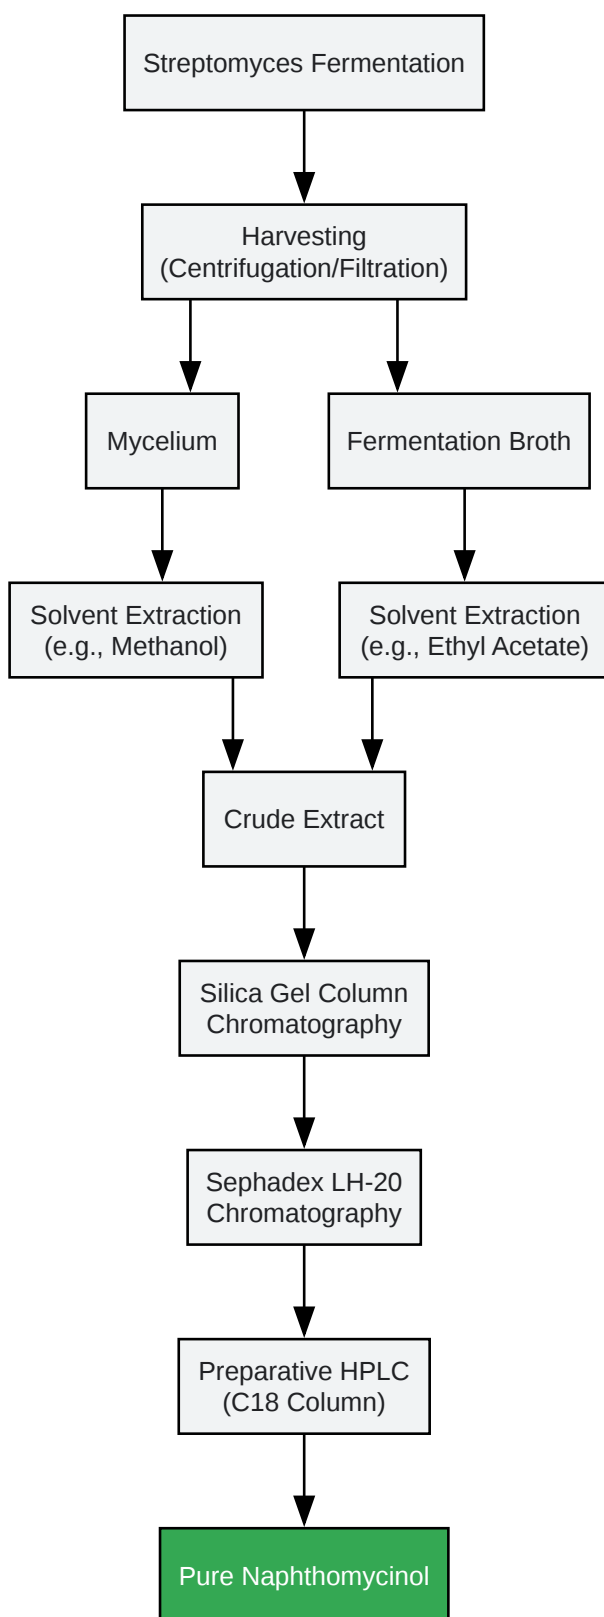 Streptomyces Fermentation
Harvesting
(Centrifugation/Filtration)
Mycelium
Fermentation Broth
Solvent Extraction
(e.g., Methanol)
Solvent Extraction
(e.g., Ethyl Acetate)
Crude Extract
Silica Gel Column
Chromatography
Sephadex LH-20
Chromatography
Preparative HPLC
(C18 Column)
Pure Naphthomycinol